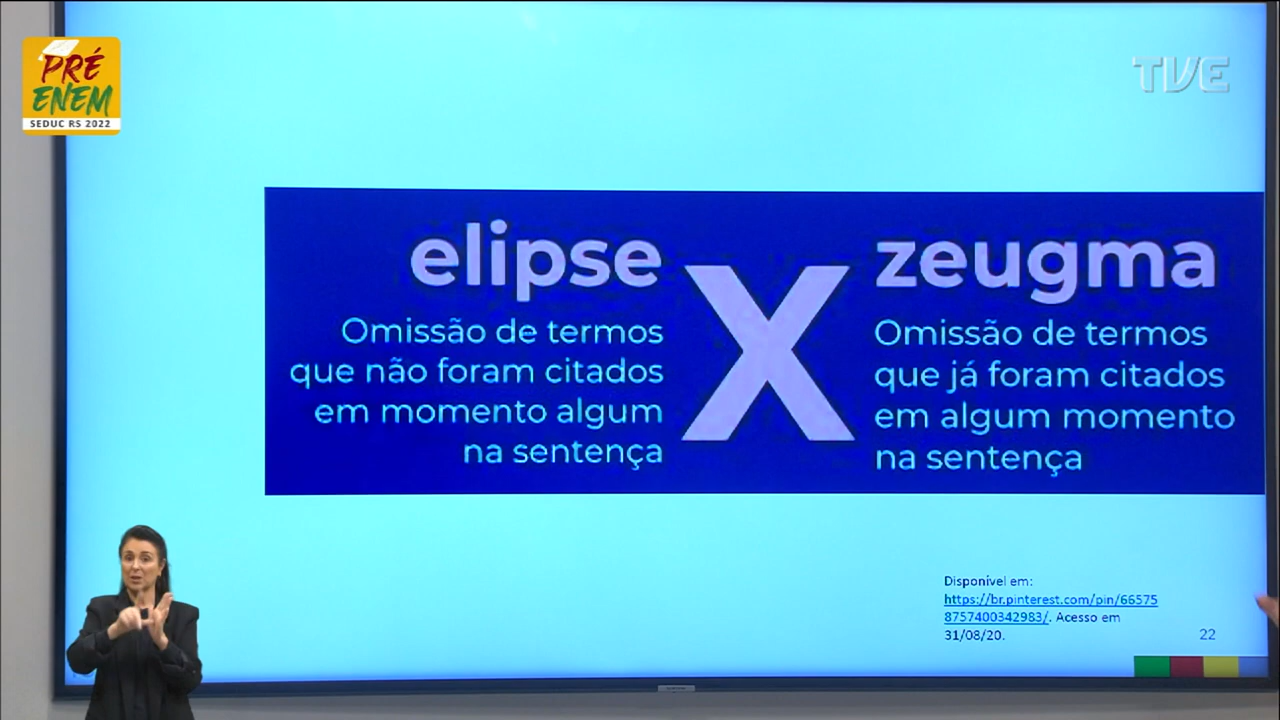 PRÉ
ENEM
SEDUC RS 2022
TVE
elipse
Omissão de termos
que não foram citados
em momento algum
na sentença
X
zeugma
Omissão de termos
que já foram citados
em algum momento
na sentença
Disponível em:
https://br.pinterest.com/pin/66575
8757400342983/. Acesso em
31/08/20.
22